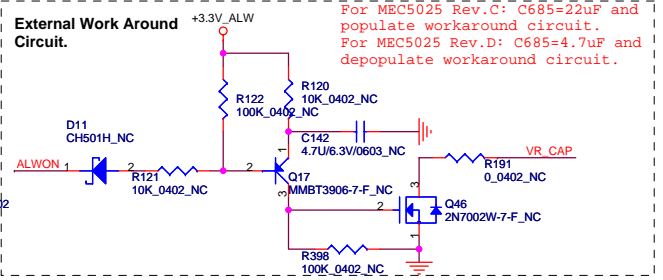 External Work Around
Circuit.
+3.3V_ALW
For MEC5025 Rev.C: C685=22uF and
populate workaround circuit.
For MEC5025 Rev.D: C685=4.7uF and
depopulate workaround circuit.
R120
10K_0402_NC
R122
100K_0402_NC
D11
CH501H_NC
C142
4.7U/6.3V/0603_NC
1
ALWON
1
2
R121
10K_0402_NC
2
Q17
MMBT3906-7-F_NC
3
VR_CAP
R191
0_0402_NC
3
2
Q46
2N7002W-7-F_NC
1
02
R398
100K_0402_NC